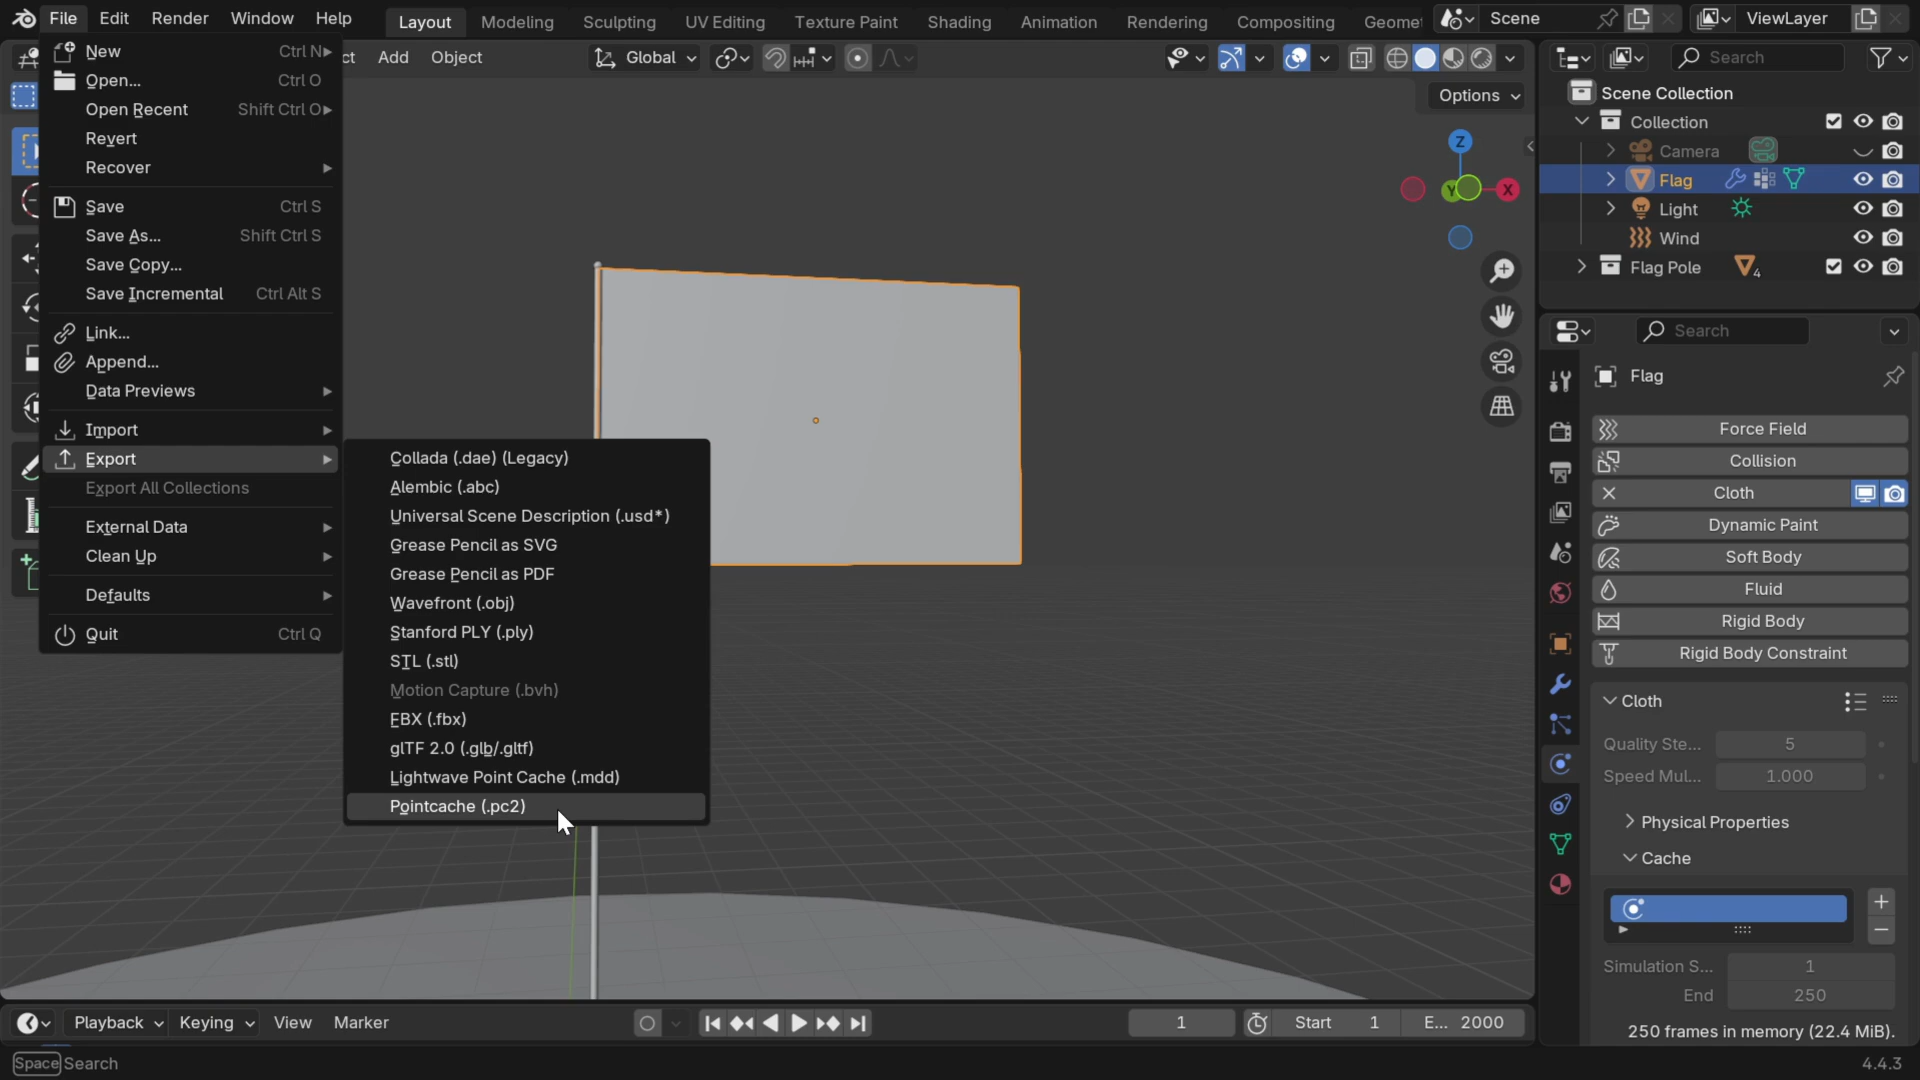 File Edit Render Window Help Layout Modeling Sculpting UV Editing Texture Paint Shading Animation Rendering Compositing Geomet Scene ViewLayer
ct Add Object Global Search
Options
New Ctrl N
Open... Ctrl O
Open Recent Shift Ctrl O
Revert
Recover
Save Ctrl S
Save As... Shift Ctrl S
Save Copy...
Save Incremental Ctrl Alt S
Link...
Append...
Data Previews
Import
Export
Export All Collections
External Data
Clean Up
Defaults
Quit Ctrl Q
Collada (.dae) (Legacy)
Alembic (.abc)
Universal Scene Description (.usd*)
Grease Pencil as SVG
Grease Pencil as PDF
Wavefront (.obj)
Stanford PLY (.ply)
STL (.stl)
Motion Capture (.bvh)
FBX (.fbx)
glTF 2.0 (.glb/.gltf)
Lightwave Point Cache (.mdd)
Pointcache (.pc2)
Z
Y X
Scene Collection
Collection
Camera
Flag
Light
Wind
Flag Pole 4
Search
Flag
Force Field
Collision
Cloth
Dynamic Paint
Soft Body
Fluid
Rigid Body
Rigid Body Constraint
Cloth
Quality Ste... 5
Speed Mul... 1.000
Physical Properties
Cache
Simulation S... 1
End 250
250 frames in memory (22.4 MiB).
Playback Keying View Marker 1 Start 1 E... 2000
Space Search 4.4.3